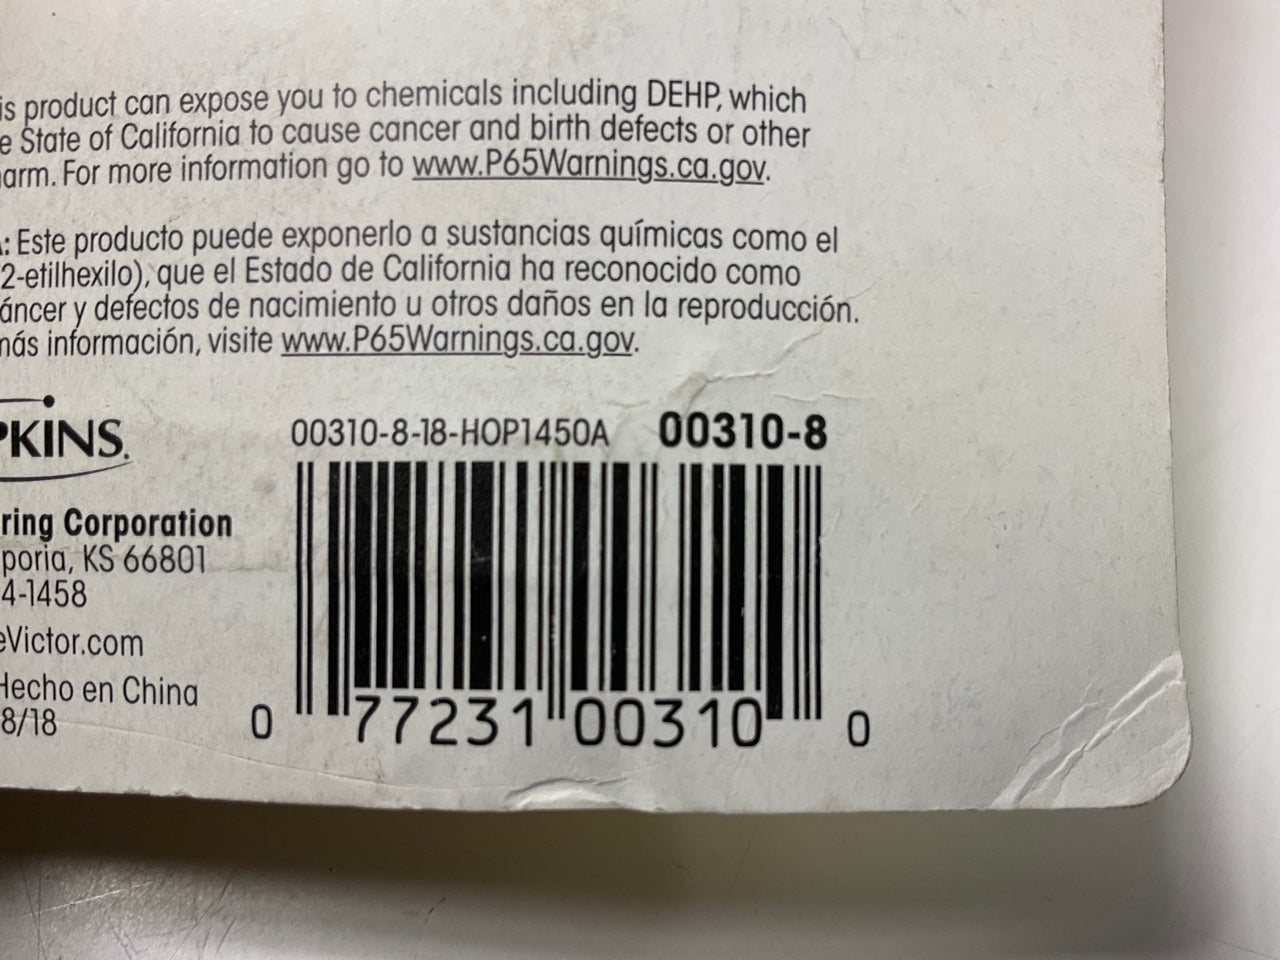 product can expose you to chemicals including DEHP, which
State of California to cause cancer and birth defects or other
For more information go to www.P65Warnings.ca.gov.
Este producto puede exponerlo a sustancias químicas como el
2-etilhexilo), que el Estado de California ha reconocido como
y defectos de nacimiento u otros daños en la reproducción.
información, visite www.P65Warnings.ca.gov.
PKINS.
00310-8-18-HOP1450A 00310-8
ring Corporation
poria, KS 66801
4-1458
eVictor.com
Hecho en China
8/18
0 77231 00310 0